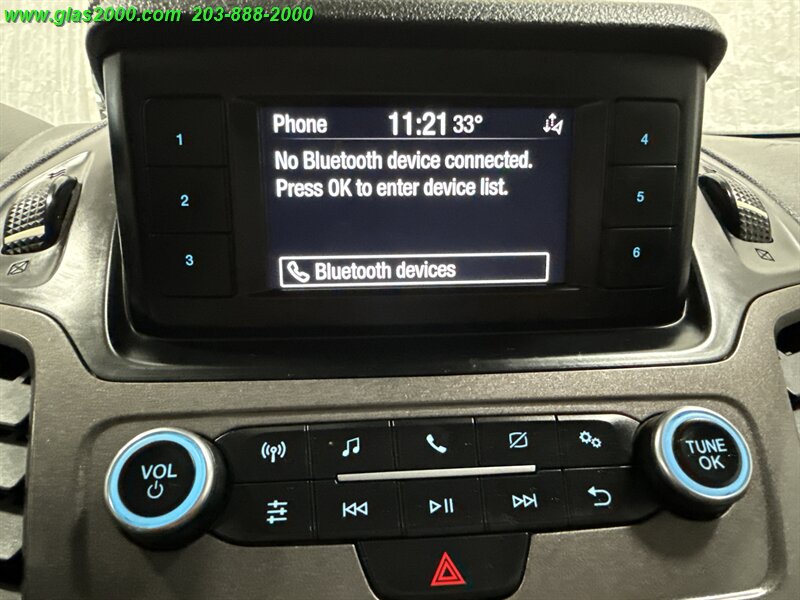 www.glas2000.com 203-888-2000
Phone 11:21 33°
No Bluetooth device connected.
Press OK to enter device list.
Bluetooth devices
1
2
3
4
5
6
VOL
TUNE
OK